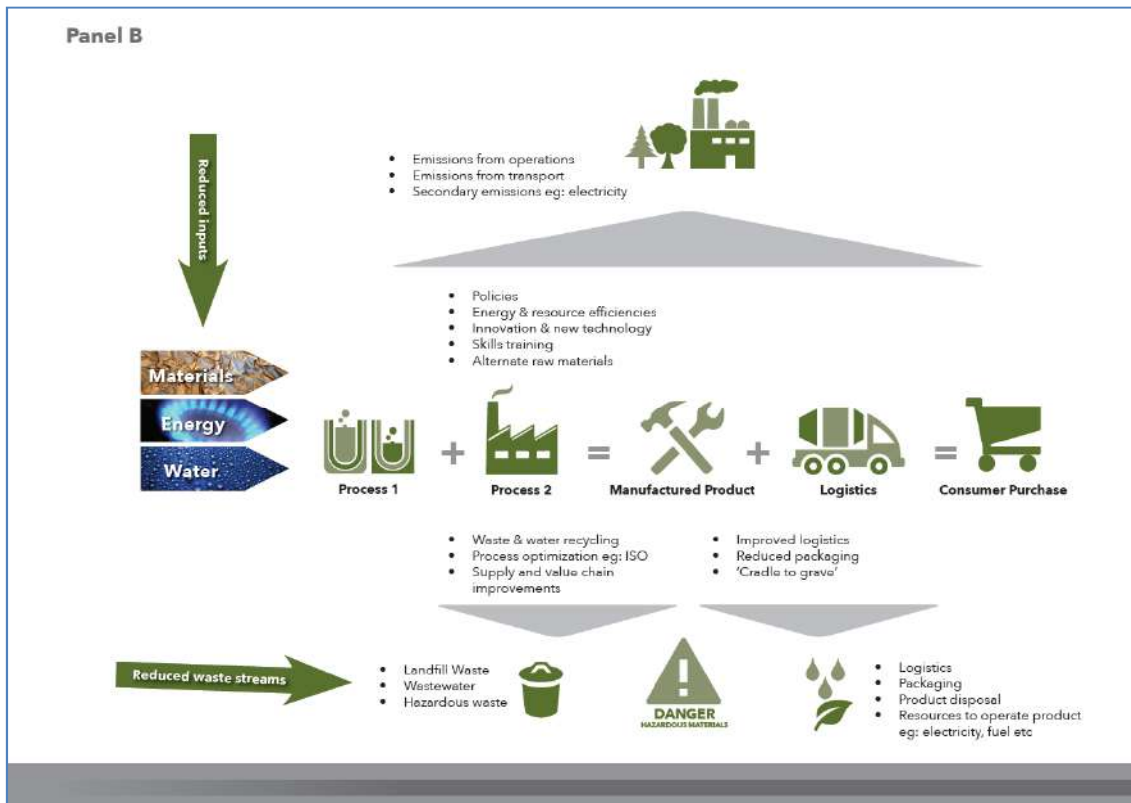 Panel B
Reduced inputs
• Emissions from operations
• Emissions from transport
• Secondary emissions eg: electricity
• Policies
• Energy & resource efficiencies
• Innovation & new technology
• Skills training
• Alternate raw materials
Materials
Energy
Water
+
=
+
=
Process 1
Process 2
Manufactured Product
Logistics
Consumer Purchase
• Waste & water recycling
• Process optimization eg: ISO
• Supply and value chain
improvements
• Improved logistics
• Reduced packaging
• ‘Cradle to grave’
Reduced waste streams
• Landfill Waste
• Wastewater
• Hazardous waste
!
DANGER
HAZARDOUS MATERIALS
• Logistics
• Packaging
• Product disposal
• Resources to operate product
eg: electricity, fuel etc